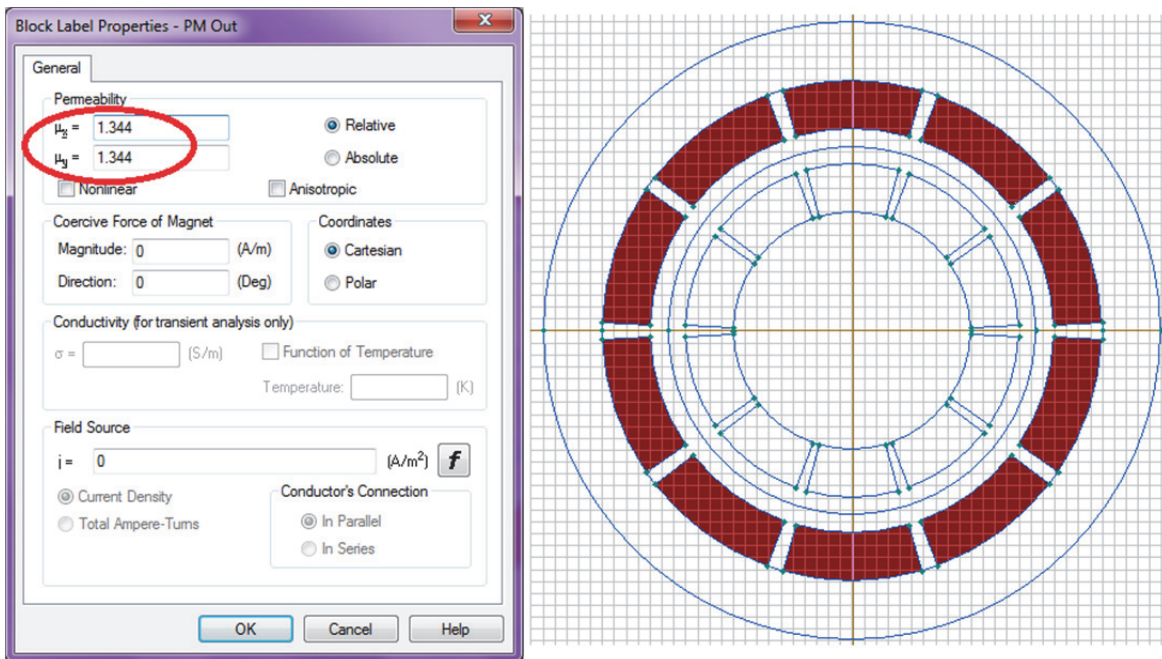 Block Label Properties - PM Out
General
Permeability
μx = 1.344
Relative
μy = 1.344
Absolute
Nonlinear
Anisotropic
Coercive Force of Magnet
Magnitude: 0 (A/m)
Direction: 0 (Deg)
Coordinates
Cartesian
Polar
Conductivity (for transient analysis only)
σ = (S/m)
Function of Temperature
Temperature: (K)
Field Source
j = 0 (A/m²) f
Current Density
Total Ampere-Turns
Conductor's Connection
In Parallel
In Series
OK Cancel Help